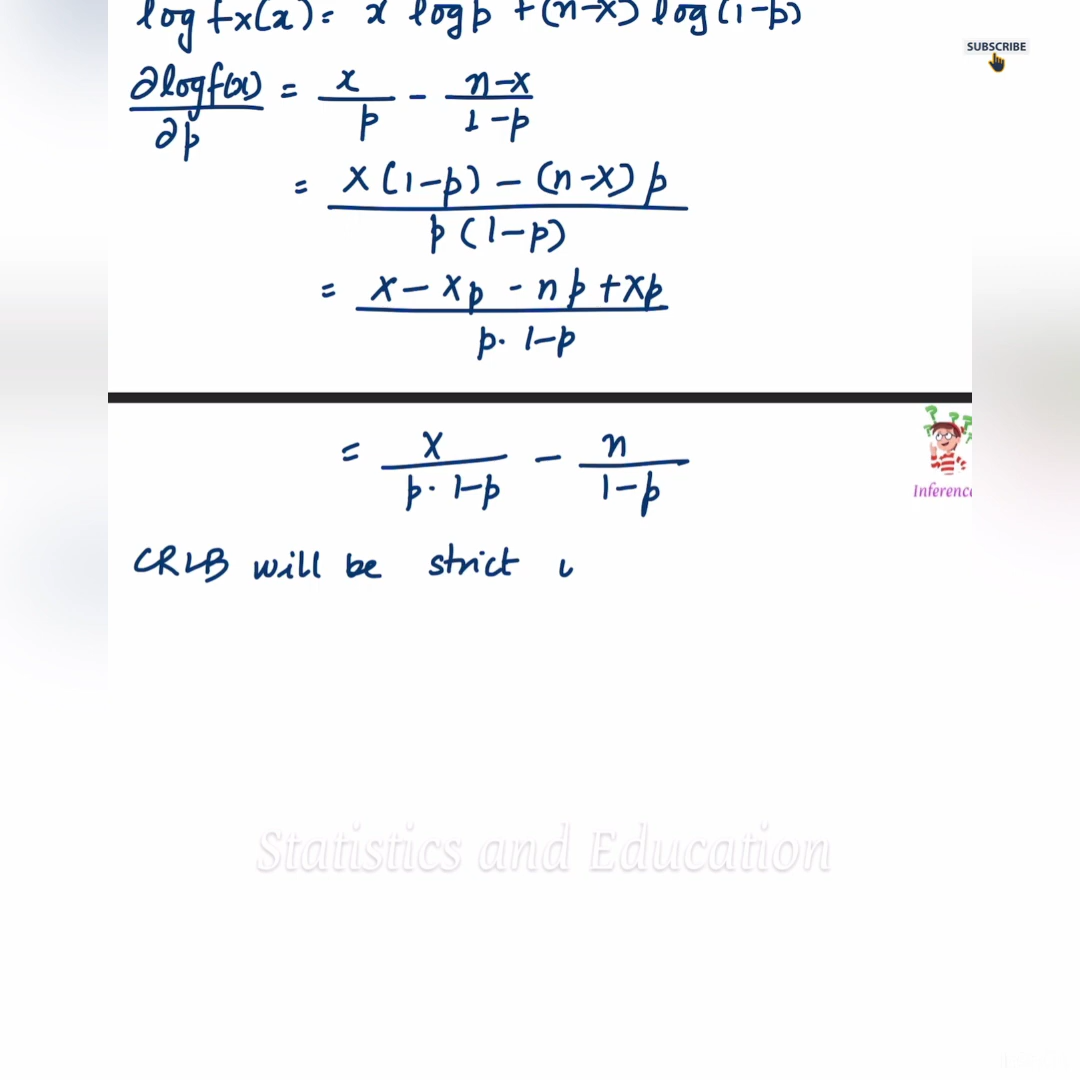 log fx(x) = x log p + (n-x) log (1-p)
SUBSCRIBE
∂logf(x) / ∂p = x / p - n-x / 1-p
= x(1-p) - (n-x) p / p(1-p)
= x - xp - np + xp / p. 1-p
= x / p. 1-p - n / 1-p
Inference
CRLB will be strict
Statistics and Education